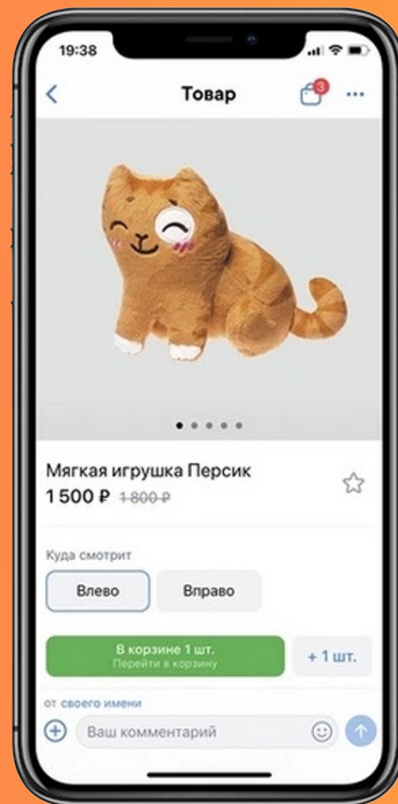 19:38
Товар
3
Мягкая игрушка Персик
1 500 ₽ 1 800 ₽
Куда смотрит
Влево Вправо
В корзине 1 шт.
Перейти в корзину
+ 1 шт.
от своего имени
Ваш комментарий